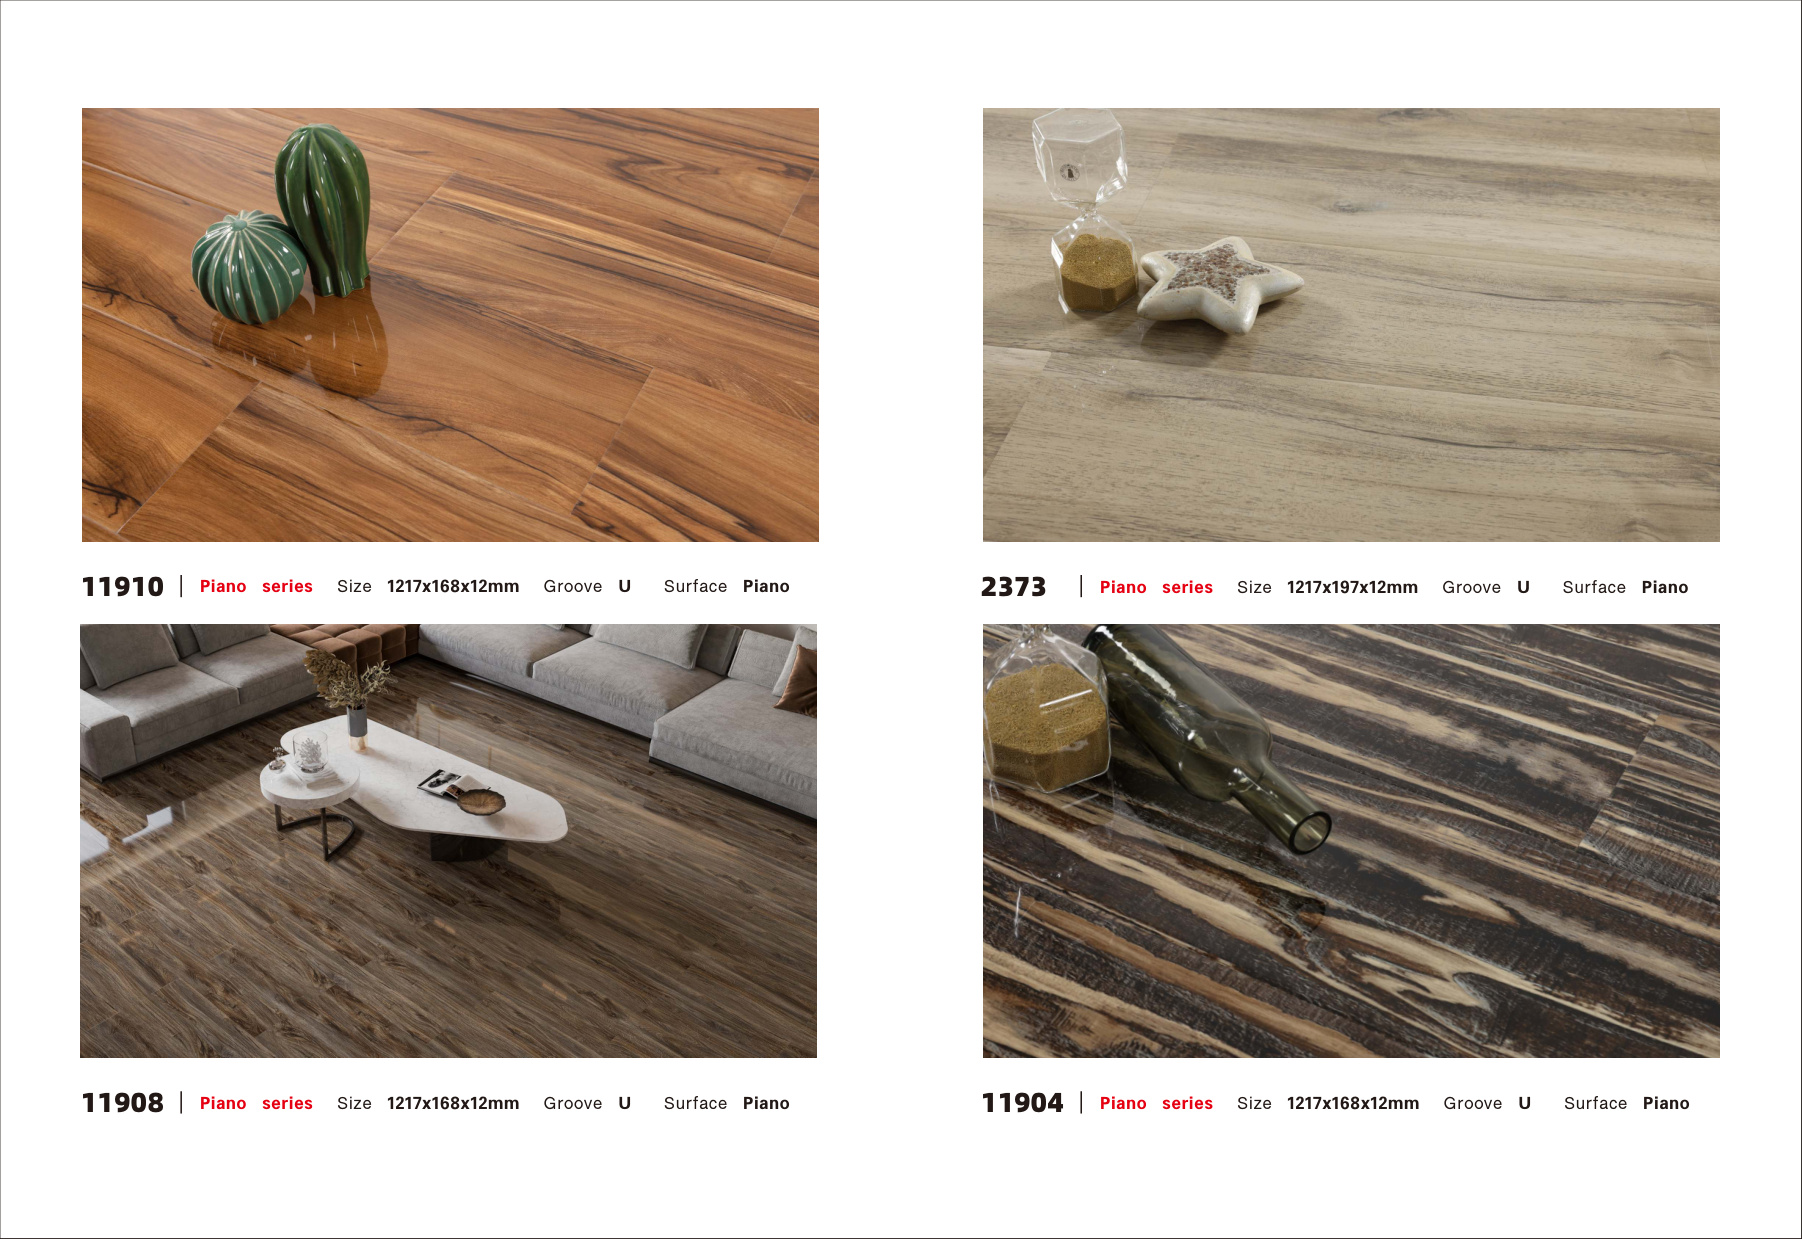 11910 | Piano series Size 1217x168x12mm Groove U Surface Piano
2373 | Piano series Size 1217x197x12mm Groove U Surface Piano
11908 | Piano series Size 1217x168x12mm Groove U Surface Piano
11904 | Piano series Size 1217x168x12mm Groove U Surface Piano